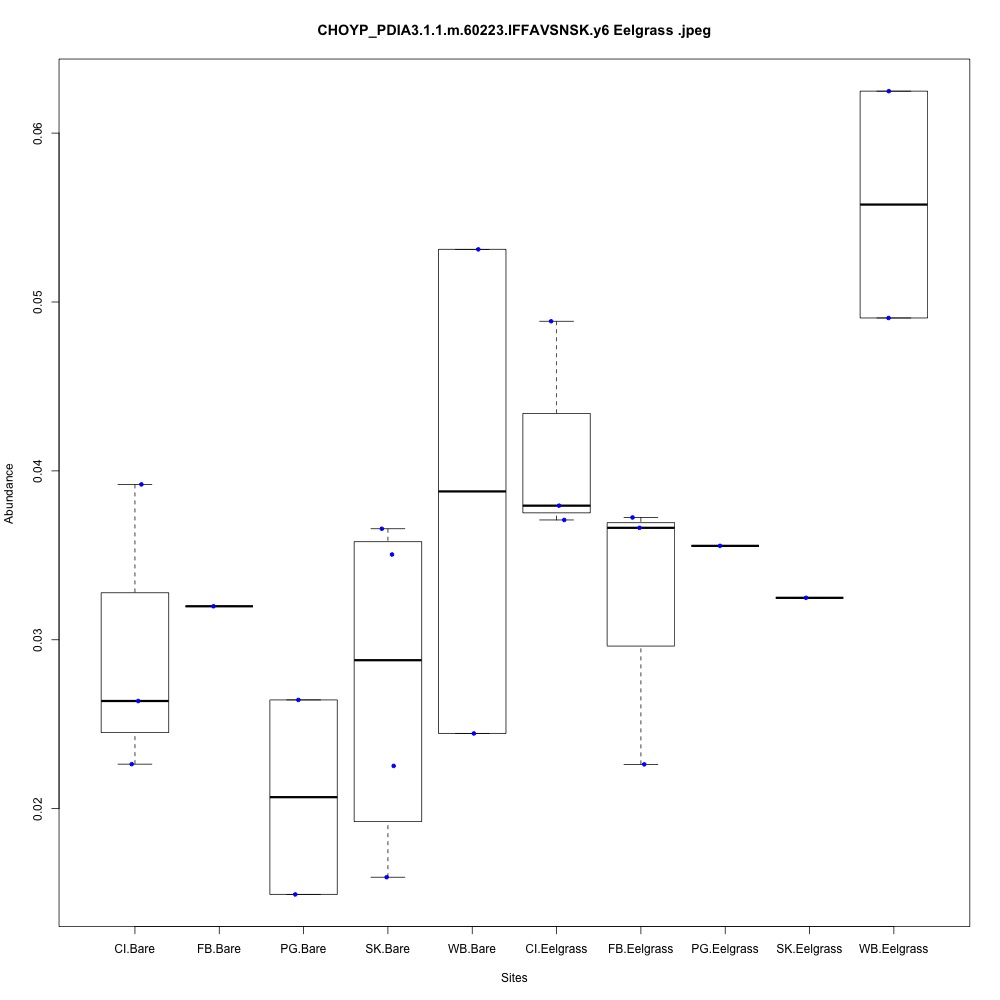 CHOYP_PDIA3.1.1.m.60223.IFFAVSNSK.y6 Eelgrass .jpeg
0.06
0.05
0.04
0.03
0.02
Abundance
CI.Bare FB.Bare PG.Bare SK.Bare WB.Bare CI.Eelgrass FB.Eelgrass PG.Eelgrass SK.Eelgrass WB.Eelgrass
Sites